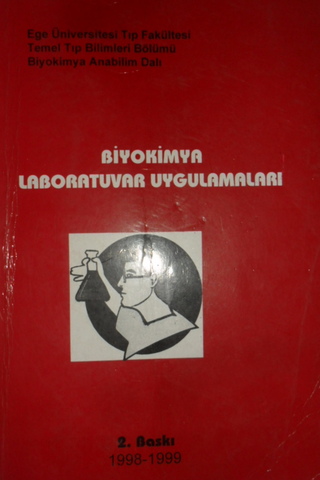 Ege Üniversitesi Tıp Fakültesi
Temel Tıp Bilimleri Bölümü
Biyokimya Anabilim Dalı
BİYOKİMYA
LABORATUVAR UYGULAMALARI
2. Baskı
1998-1999